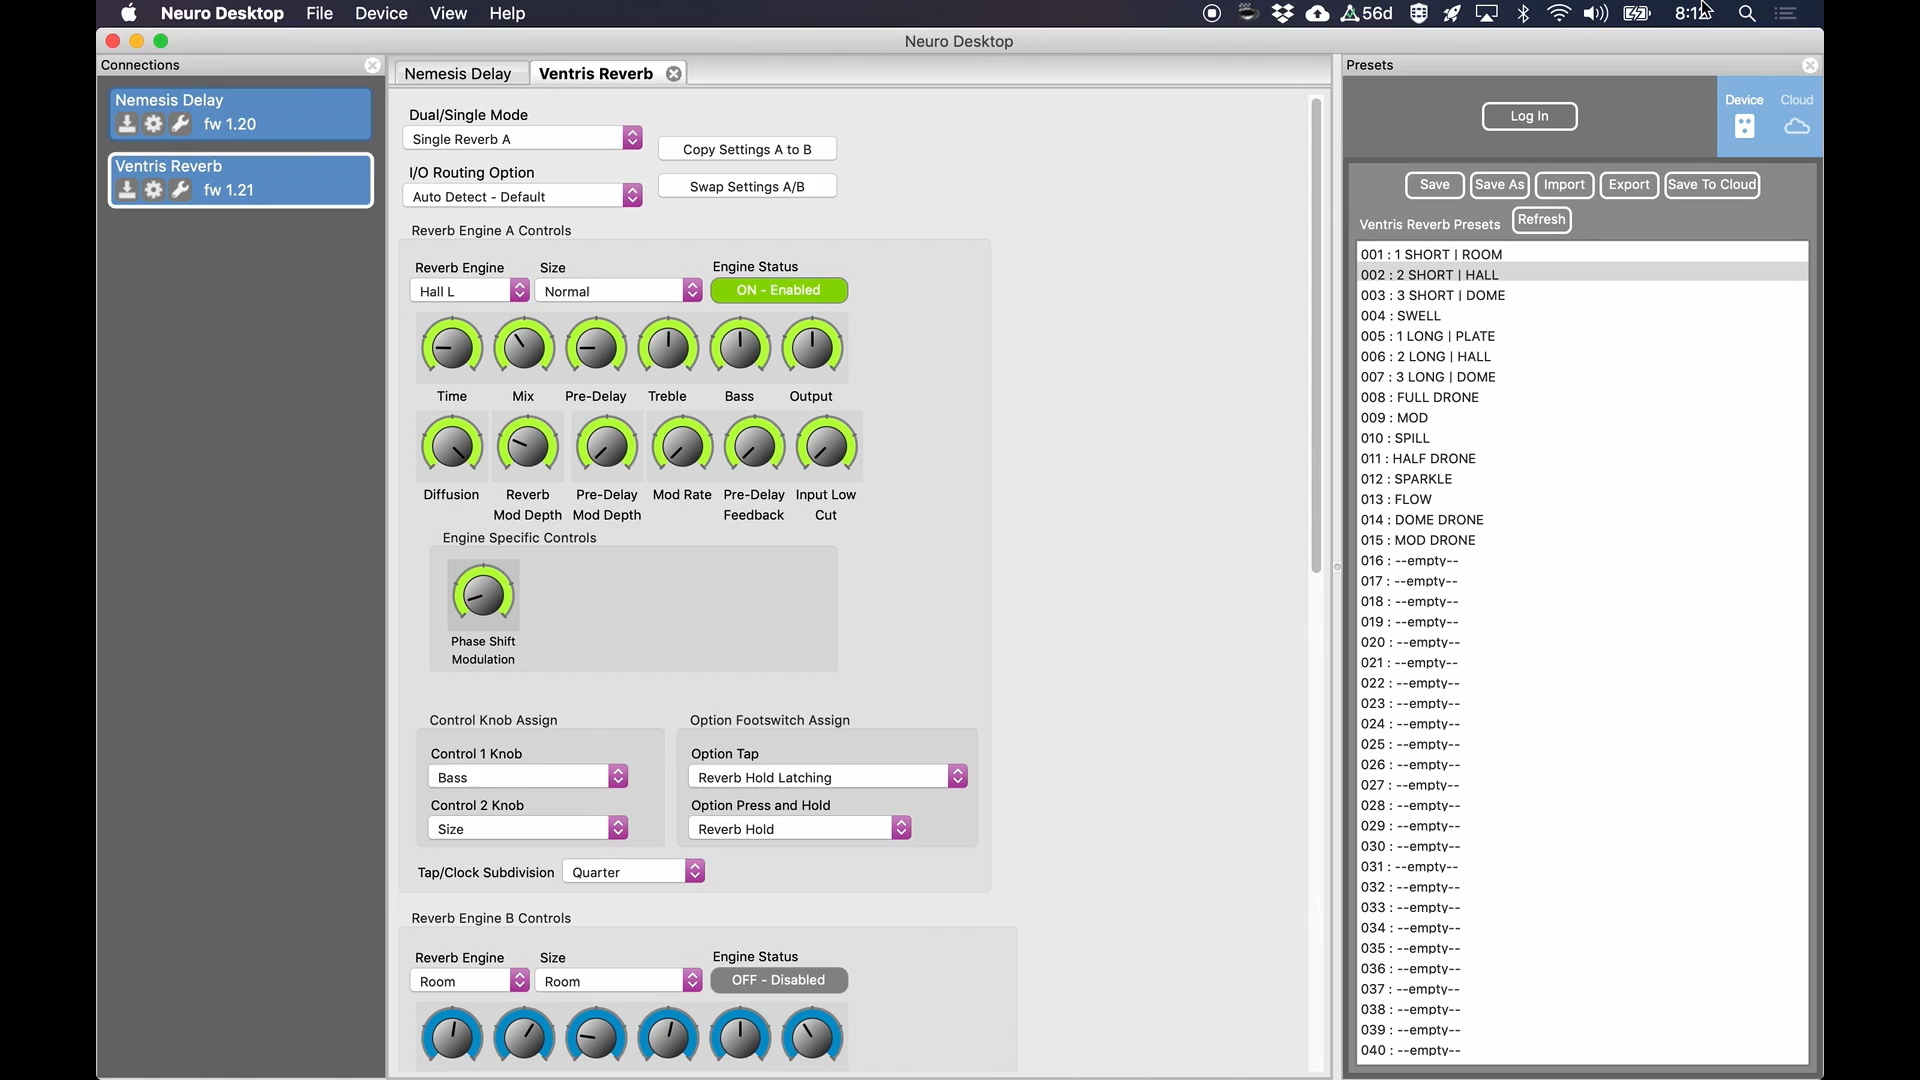 Neuro Desktop File Device View Help
56d
Neuro Desktop
Connections
Nemesis Delay
fw 1.20
Ventris Reverb
fw 1.21
Nemesis Delay
Ventris Reverb
Dual/Single Mode
Single Reverb A
Copy Settings A to B
I/O Routing Option
Auto Detect - Default
Swap Settings A/B
Reverb Engine A Controls
Reverb Engine Size Engine Status
Hall L Normal ON - Enabled
Time Mix Pre-Delay Treble Bass Output
Diffusion Reverb Mod Depth Pre-Delay Mod Depth Mod Rate Pre-Delay Feedback Input Low Cut
Engine Specific Controls
Phase Shift
Modulation
Control Knob Assign
Control 1 Knob
Bass
Control 2 Knob
Size
Option Footswitch Assign
Option Tap
Reverb Hold Latching
Option Press and Hold
Reverb Hold
Tap/Clock Subdivision Quarter
Reverb Engine B Controls
Reverb Engine Size Engine Status
Room Room OFF - Disabled
Presets
Log In
Device Cloud
Save Save As Import Export Save To Cloud
Ventris Reverb Presets Refresh
001 : 1 SHORT | ROOM
002 : 2 SHORT | HALL
003 : 3 SHORT | DOME
004 : SWELL
005 : 1 LONG | PLATE
006 : 2 LONG | HALL
007 : 3 LONG | DOME
008 : FULL DRONE
009 : MOD
010 : SPILL
011 : HALF DRONE
012 : SPARKLE
013 : FLOW
014 : DOME DRONE
015 : MOD DRONE
016 : --empty--
017 : --empty--
018 : --empty--
019 : --empty--
020 : --empty--
021 : --empty--
022 : --empty--
023 : --empty--
024 : --empty--
025 : --empty--
026 : --empty--
027 : --empty--
028 : --empty--
029 : --empty--
030 : --empty--
031 : --empty--
032 : --empty--
033 : --empty--
034 : --empty--
035 : --empty--
036 : --empty--
037 : --empty--
038 : --empty--
039 : --empty--
040 : --empty--